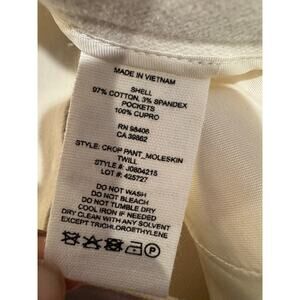 MADE IN VIETNAM
SHELL
97% COTTON, 3% SPANDEX
POCKETS
100% CUPRO
RN 98406
CA 39862
STYLE: CROP PANT_MOLESKIN
TWILL
STYLE #: J0804215
LOT #: 425727
DO NOT WASH
DO NOT BLEACH
DO NOT TUMBLE DRY
COOL IRON IF NEEDED
DRY CLEAN WITH ANY SOLVENT
EXCEPT TRICHLOROETHYLENE
P